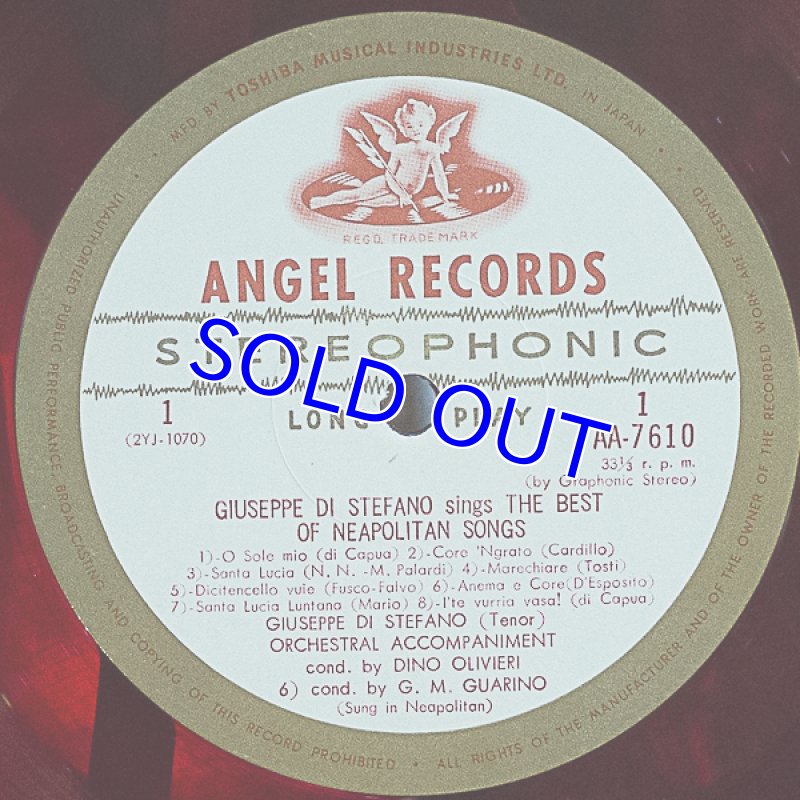 MFD. BY TOSHIBA MUSICAL INDUSTRIES LTD. IN JAPAN
REGD. TRADE MARK
ANGEL RECORDS
STEREOPHONIC
SOLD OUT
1
(2YJ-1070)
LONG PLAY
1
AA-7610
33⅓ r. p. m.
(by Graphonic Stereo)
GIUSEPPE DI STEFANO sings THE BEST
OF NEAPOLITAN SONGS
1)-O Sole mio (di Capua) 2)-Core 'Ngrato (Cardillo)
3)-Santa Lucia (N. N. -M. Palardi) 4)-Marechiare (Tosti)
5)-Dicitencello vuie (Fusco-Falvo) 6)-Anema e Core(D'Esposito)
7)-Santa Lucia Luntana (Mario) 8)-I'te vurria vasa! (di Capua)
GIUSEPPE DI STEFANO (Tenor)
ORCHESTRAL ACCOMPANIMENT
cond. by DINO OLIVIERI
6) cond. by G. M. GUARINO
(Sung in Neapolitan)
UNAUTHORIZED PUBLIC PERFORMANCE, BROADCASTING AND COPYING OF THIS RECORD PROHIBITED • ALL RIGHTS OF THE MANUFACTURER AND OF THE OWNER OF THE RECORDED WORK ARE RESERVED